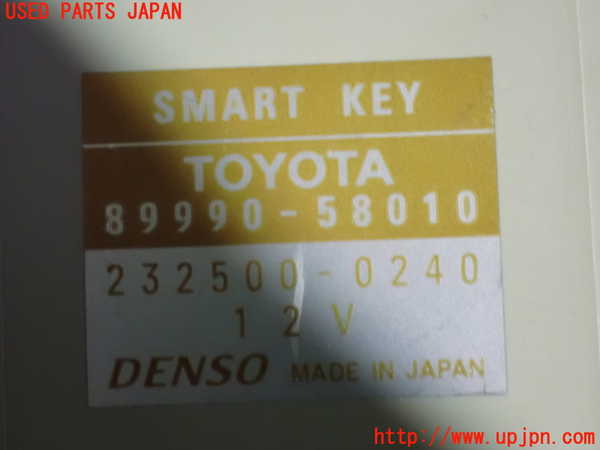 USED PARTS JAPAN
SMART KEY
TOYOTA
89990-58010
232500-0240
12V
DENSO MADE IN JAPAN
http://www.upjpn.com/